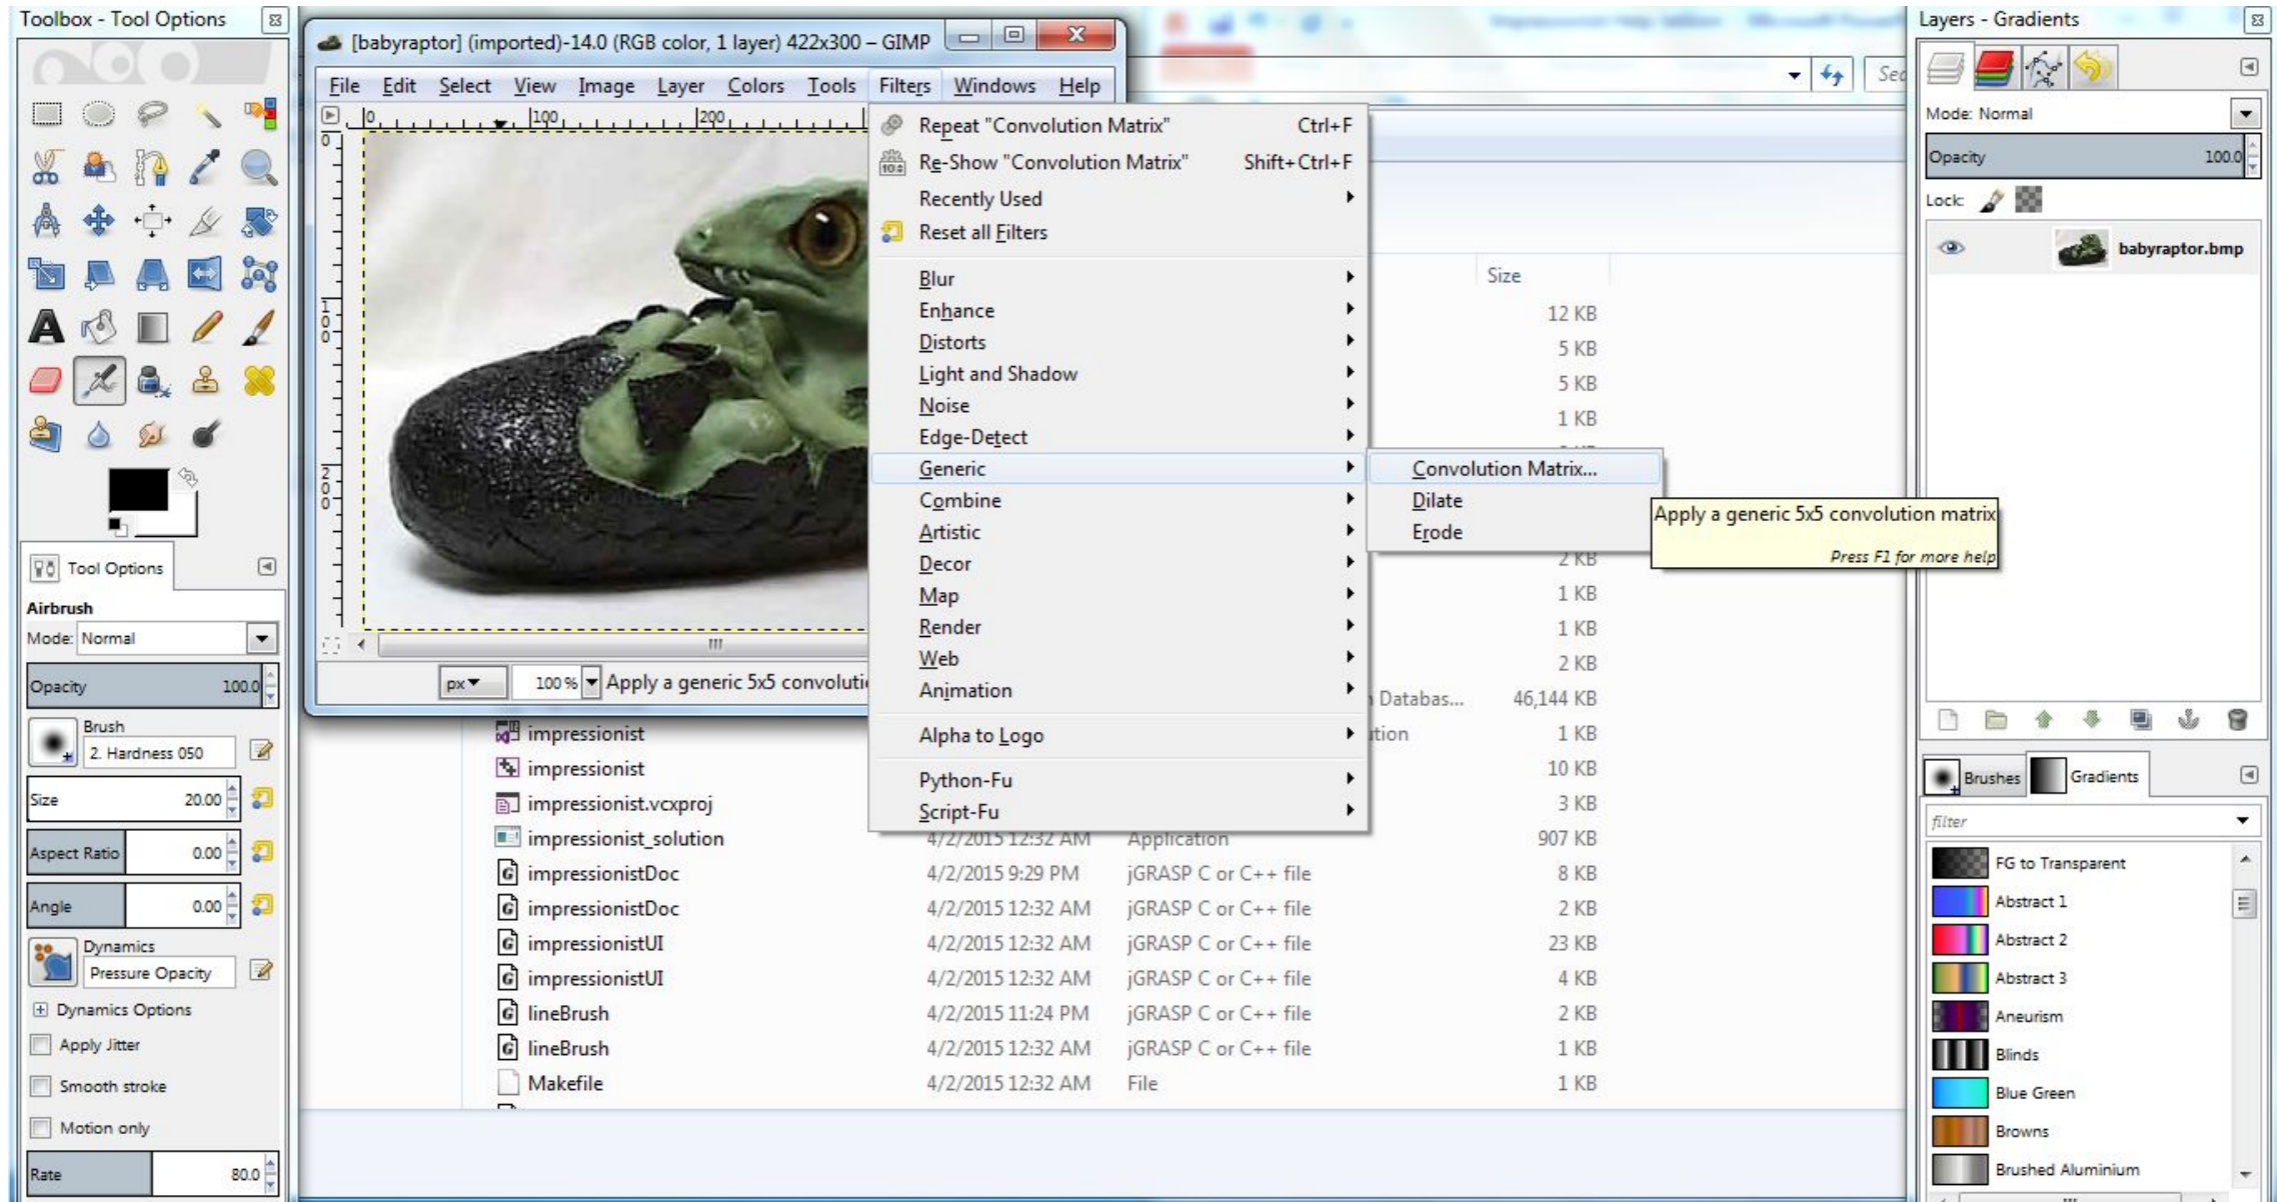 Toolbox - Tool Options
Tool Options
Airbrush
Mode: Normal
Opacity 100.0
Brush
2. Hardness 050
Size 20.00
Aspect Ratio 0.00
Angle 0.00
Dynamics
Pressure Opacity
Dynamics Options
Apply Jitter
Smooth stroke
Motion only
Rate 80.0
[babyraptor] (imported)-14.0 (RGB color, 1 layer) 422x300 – GIMP
File Edit Select View Image Layer Colors Tools Filters Windows Help
0 100 200
0
100
200
px 100 % Apply a generic 5x5
Repeat "Convolution Matrix" Ctrl+F
Re-Show "Convolution Matrix" Shift+Ctrl+F
Recently Used
Reset all Filters
Blur
Enhance
Distorts
Light and Shadow
Noise
Edge-Detect
Generic
Combine
Artistic
Decor
Map
Render
Web
Animation
Alpha to Logo
Python-Fu
Script-Fu
Convolution Matrix...
Dilate
Erode
Apply a generic 5x5 convolution matrix
Press F1 for more help
Size
12 KB
5 KB
5 KB
1 KB
2 KB
1 KB
1 KB
2 KB
Databas... 46,144 KB
impressionist 1 KB
impressionist 10 KB
impressionist.vcxproj 3 KB
impressionist_solution 4/2/2015 12:32 AM Application 907 KB
impressionistDoc 4/2/2015 9:29 PM jGRASP C or C++ file 8 KB
impressionistDoc 4/2/2015 12:32 AM jGRASP C or C++ file 2 KB
impressionistUI 4/2/2015 12:32 AM jGRASP C or C++ file 23 KB
impressionistUI 4/2/2015 12:32 AM jGRASP C or C++ file 4 KB
lineBrush 4/2/2015 11:24 PM jGRASP C or C++ file 2 KB
lineBrush 4/2/2015 12:32 AM jGRASP C or C++ file 1 KB
Makefile 4/2/2015 12:32 AM File 1 KB
Layers - Gradients
Mode: Normal
Opacity 100.0
Lock:
babyraptor.bmp
Brushes Gradients
filter
FG to Transparent
Abstract 1
Abstract 2
Abstract 3
Aneurism
Blinds
Blue Green
Browns
Brushed Aluminium